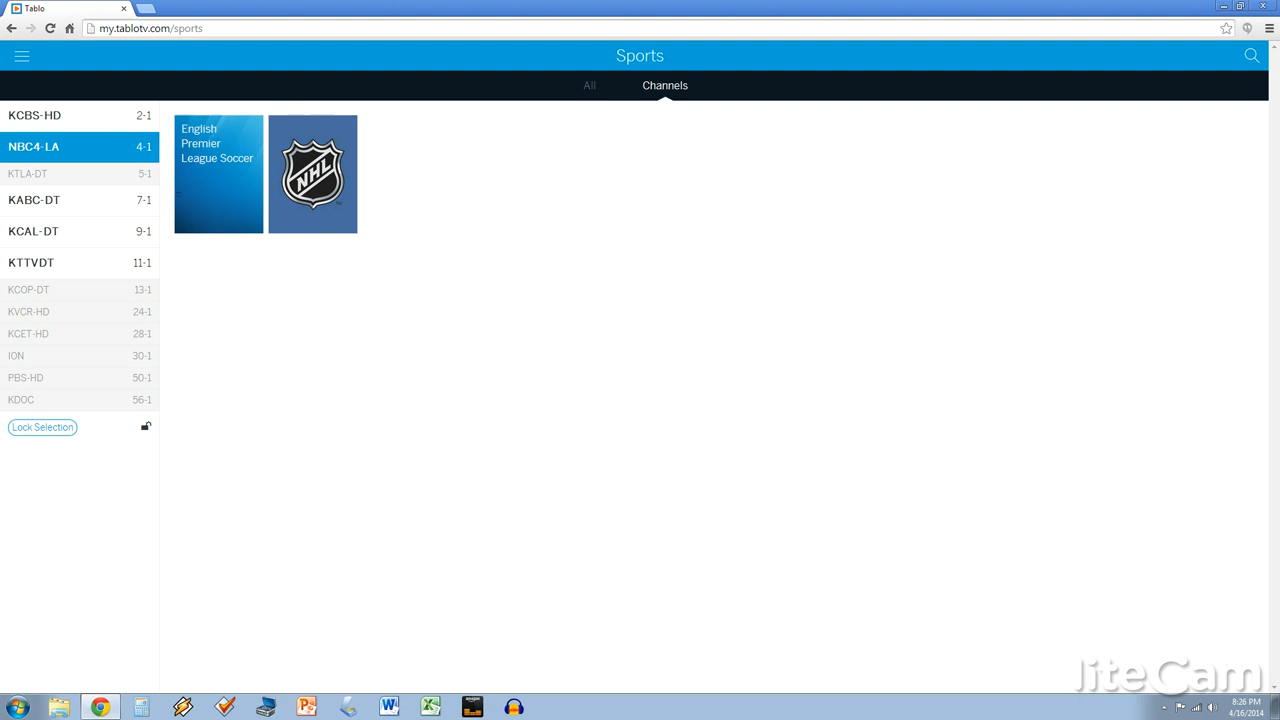 Tablo
my.tablotv.com/sports
Sports
All
Channels
KCBS-HD 2-1
NBC4-LA 4-1
KTLA-DT 5-1
KABC-DT 7-1
KCAL-DT 9-1
KTTVDT 11-1
KCOP-DT 13-1
KVCR-HD 24-1
KCET-HD 28-1
ION 30-1
PBS-HD 50-1
KDOC 56-1
Lock Selection
English
Premier
League Soccer
NHL
liteCam
8:26 PM
4/16/2014